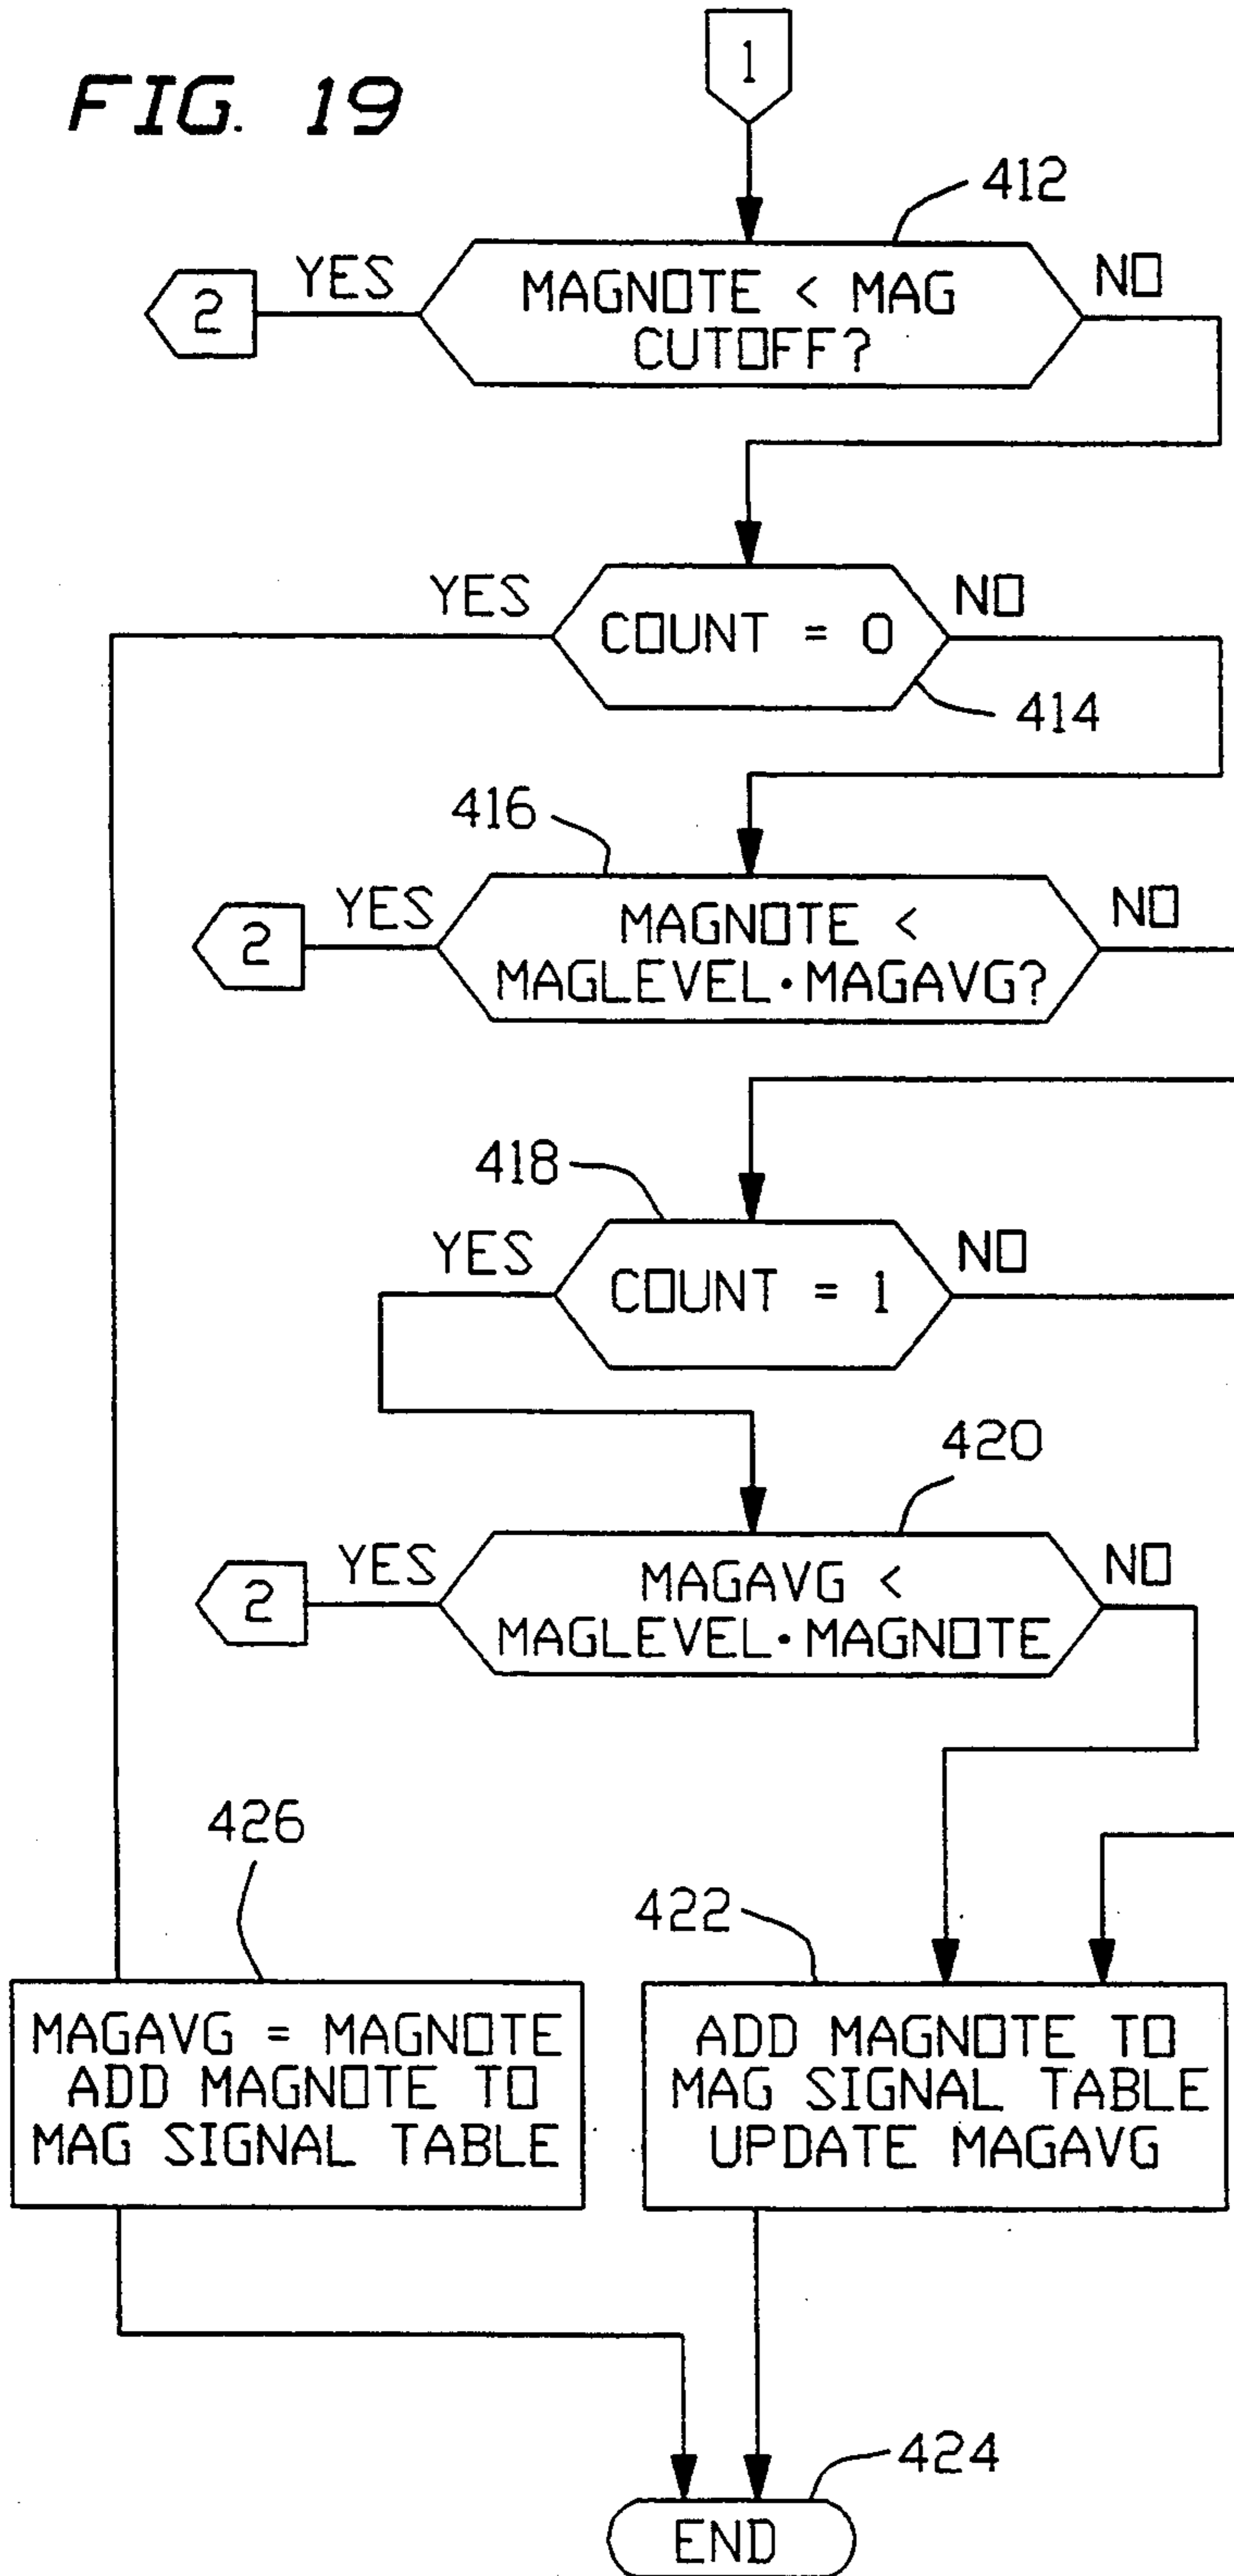 FIG. 19
1
412
YES
2
MAGNOTE < MAG
CUTOFF?
NO
YES
COUNT = 0
NO
414
416
YES
2
MAGNOTE <
MAGLEVEL·MAGAVG?
NO
418
YES
COUNT = 1
NO
420
YES
2
MAGAVG <
MAGLEVEL·MAGNOTE
NO
426
422
MAGAVG = MAGNOTE
ADD MAGNOTE TO
MAG SIGNAL TABLE
ADD MAGNOTE TO
MAG SIGNAL TABLE
UPDATE MAGAVG
424
END